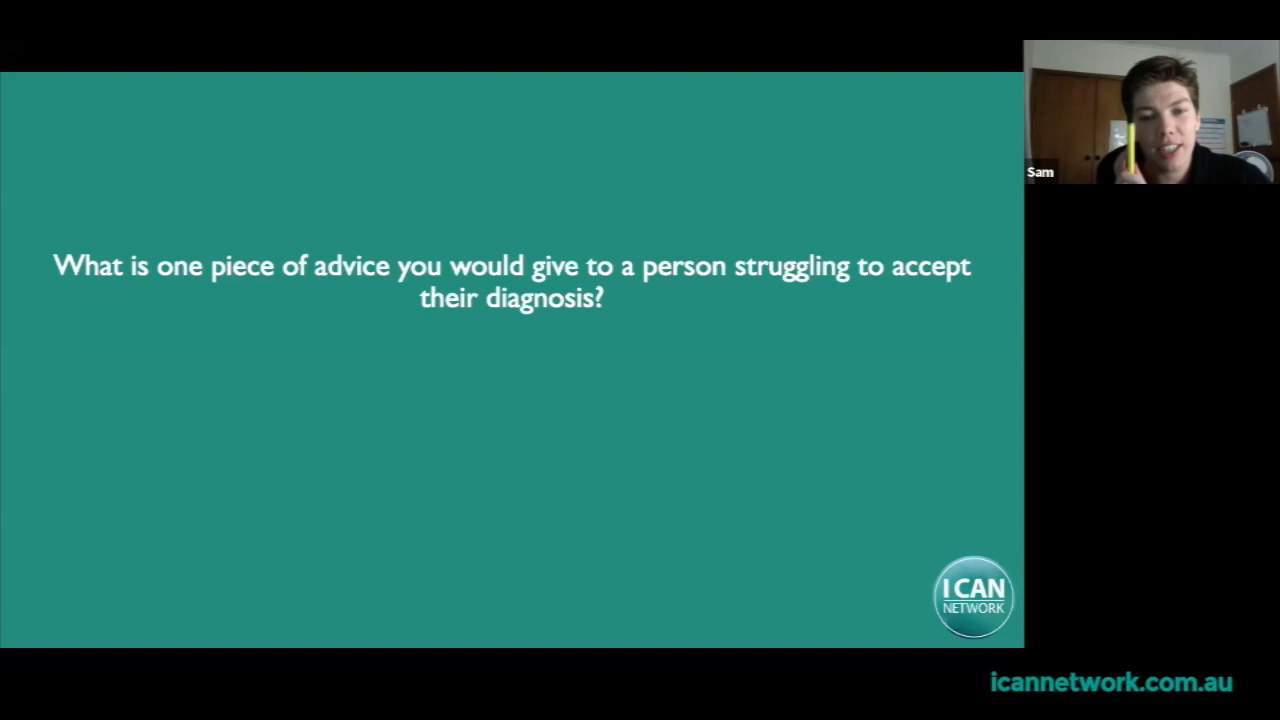 What is one piece of advice you would give to a person struggling to accept
their diagnosis?
Sam
I CAN
NETWORK
icannetwork.com.au